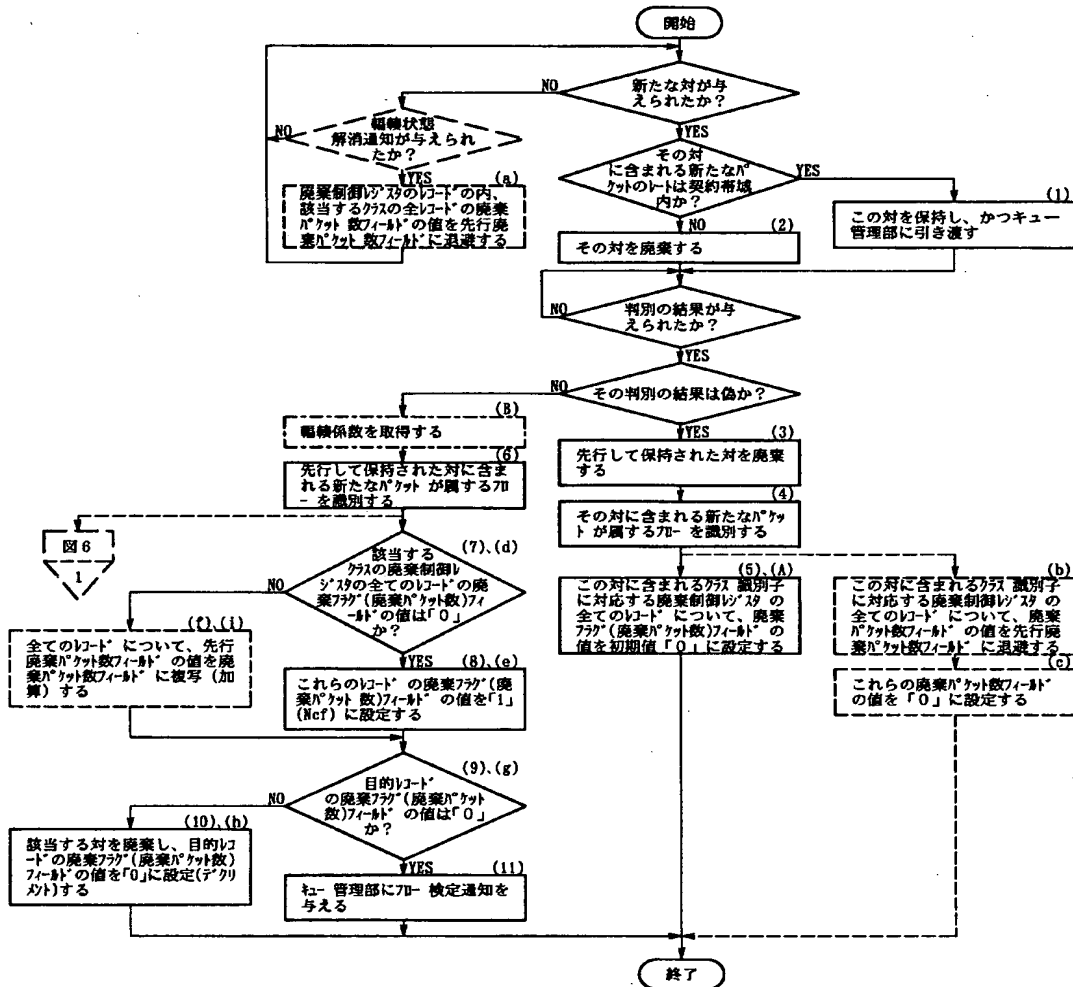 開始
新たな対が与
えられたか?
NO
YES
輻輳状態
解消通知が与えられ
たか?
NO
YES
(a)
廃棄制御レジスタのレコードの内、
該当するクラスの全レコードの廃棄
パケット 数フィールドの値を先行廃
棄パケット 数フィールドに退避する
その対
に含まれる新たなパ
ケットのレートは契約帯域
内か?
YES
NO
(1)
この対を保持し、かつキュー
管理部に引き渡す
(2)
その対を廃棄する
判別の結果が与
えられたか?
NO
YES
その判別の結果は偽か?
NO
YES
(B)
輻輳係数を取得する
(6)
先行して保持された対に含ま
れる新たなパケット が属するフロ
ー を識別する
(3)
先行して保持された対を廃棄
する
(4)
その対に含まれる新たなパケッ
ト が属するフロー を識別する
図6
1
(7)、(d)
該当する
クラスの廃棄制御レ
ジスタの全てのレコードの廃
棄フラグ(廃棄パケット数)フィ
ールドの値は「0」
か?
NO
YES
(5)、(A)
この対に含まれるクラス 識別子
に対応する廃棄制御レジスタ の
全てのレコード について、廃棄
フラグ(廃棄パケット数)フィールド の
値を初期値「0」に設定する
(b)
この対に含まれるクラス 識別子
に対応する廃棄制御レジスタ の
全てのレコードについて、廃棄
パケット数フィールドの値を先行廃
棄パケット数フィールドに退避する
(c)
これらの廃棄パケット数フィールド
の値を「0」に設定する
(f)、(i)
全てのレコード について、先行
廃棄パケット数フィールド の値を廃
棄パケット数フィールドに複写(加
算)する
(8)、(e)
これらのレコード の廃棄フラグ(廃
棄パケット 数)フィールド の値を「1」
(Ncf)に設定する
(9)、(g)
目的レコード
の廃棄フラグ(廃棄パケット
数)フィールド の値は「0」
か?
NO
YES
(10)、(h)
該当する対を廃棄し、目的レコ
ードの廃棄フラグ(廃棄パケット数)
フィールドの値を「0」に設定(デクリ
メント)する
(11)
キュー 管理部にフロー 検定通知を
与える
終了